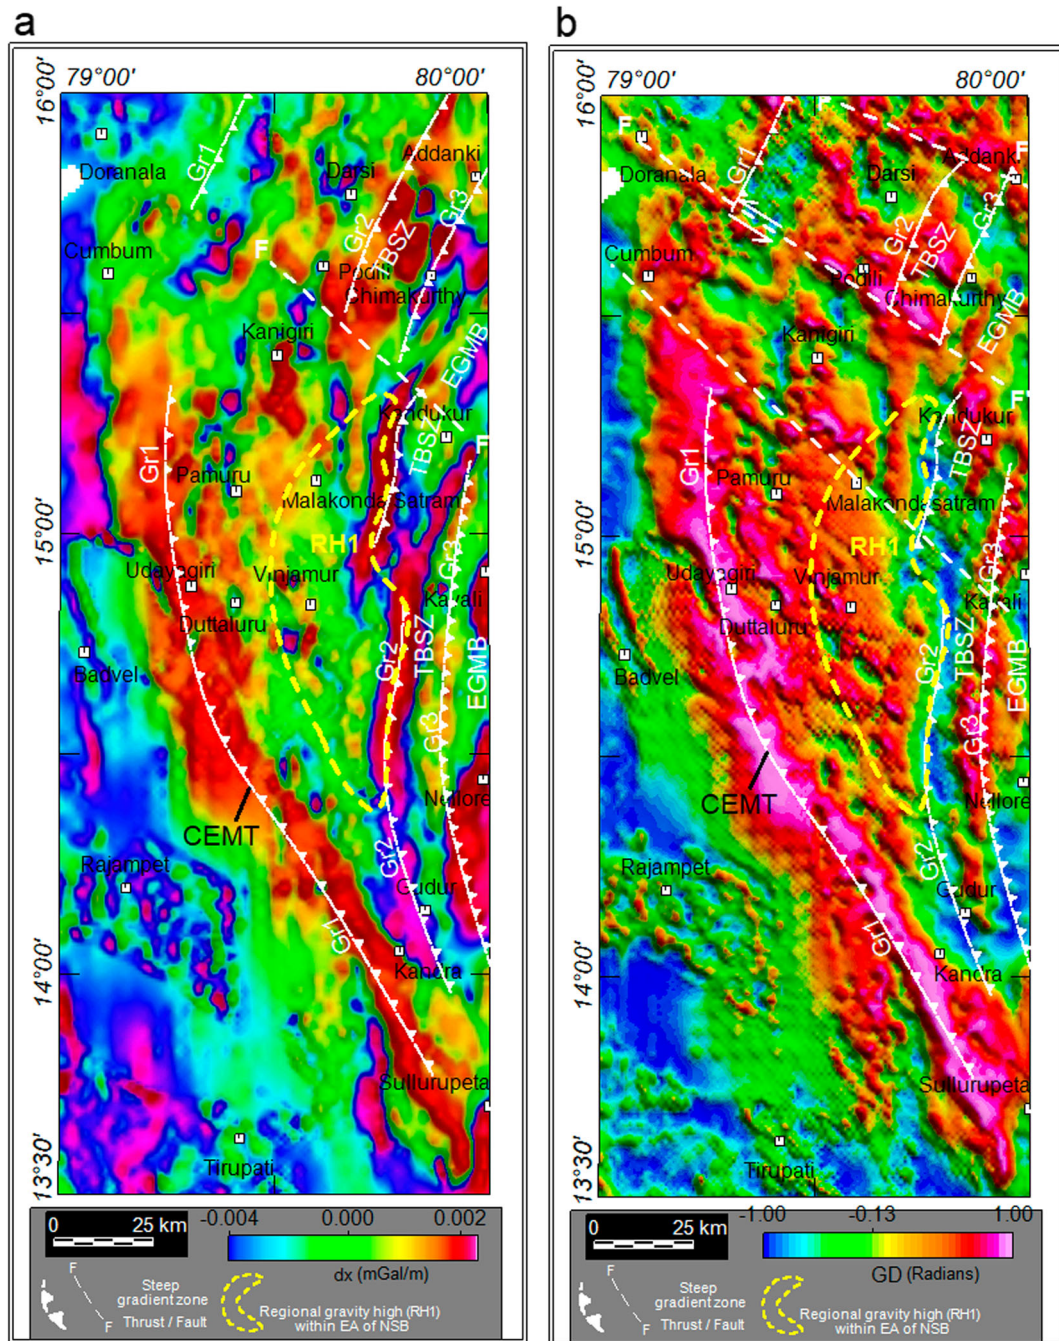 a
79°00'
80°00'
16°00'
Gr1
Addanki
Doranala
Darsi
Gr3
Gr2
TBSZ
Cumbum
F
Podili
Chimakurthy
Kanigiri
EGMB
Kandukur
F
TBSZ
Gr1
Pamuru
Malakonda Satram
15°00'
RH1
Gr3
Udayagiri
Vinjamur
Kavali
Duttaluru
TBSZ
Badvel
Gr2
EGMB
Gr3
Nellore
CEMT
Rajampet
Gr2
Gudur
Gr1
14°00'
Kandra
Sullurupeta
13°30'
Tirupati
0 25 km
-0.004 0.000 0.002
dx (mGal/m)
F
F
Steep
gradient zone
Thrust / Fault
Regional gravity high (RH1)
within EA of NSB
b
79°00'
80°00'
16°00'
F
F
Gr1
Addanki
F
Doranala
Darsi
Gr3
Gr2
TBSZ
Cumbum
Podili
Chimakurthy
EGMB
Kanigiri
F
Kandukur
TBSZ
Gr1
Pamuru
Malakonda satram
15°00'
RH1
Gr3
Udayagiri
Vinjamur
Kavali
Duttaluru
TBSZ
Badvel
Gr2
EGMB
Gr3
Nellore
CEMT
Rajampet
Gr2
Gudur
Gr1
14°00'
Kandra
Sullurupeta
13°30'
Tirupati
0 25 km
-1.00 -0.13 1.00
GD (Radians)
F
F
Steep
gradient zone
Thrust / Fault
Regional gravity high (RH1)
within EA of NSB